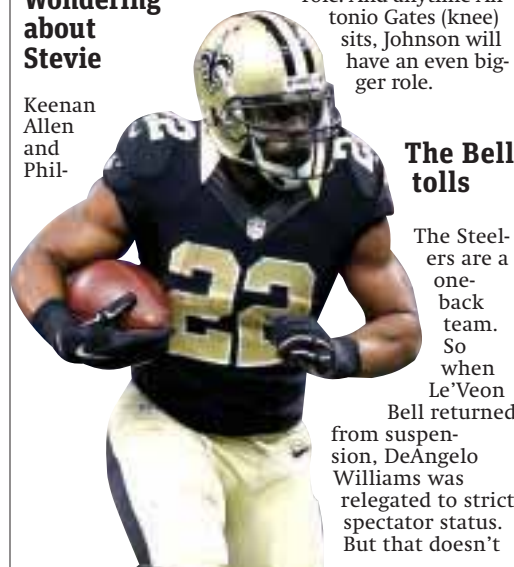 Wondering
about
Stevie
Keenan
Allen
and
Phil-
role. And anytime An-
tonio Gates (knee)
sits, Johnson will
have an even big-
ger role.
The Bell
tolls
The Steel-
ers are a
one-
back
team.
So
when
Le'Veon
Bell returned
from suspen-
sion, DeAngelo
Williams was
relegated to strict
spectator status.
But that doesn't
22
22